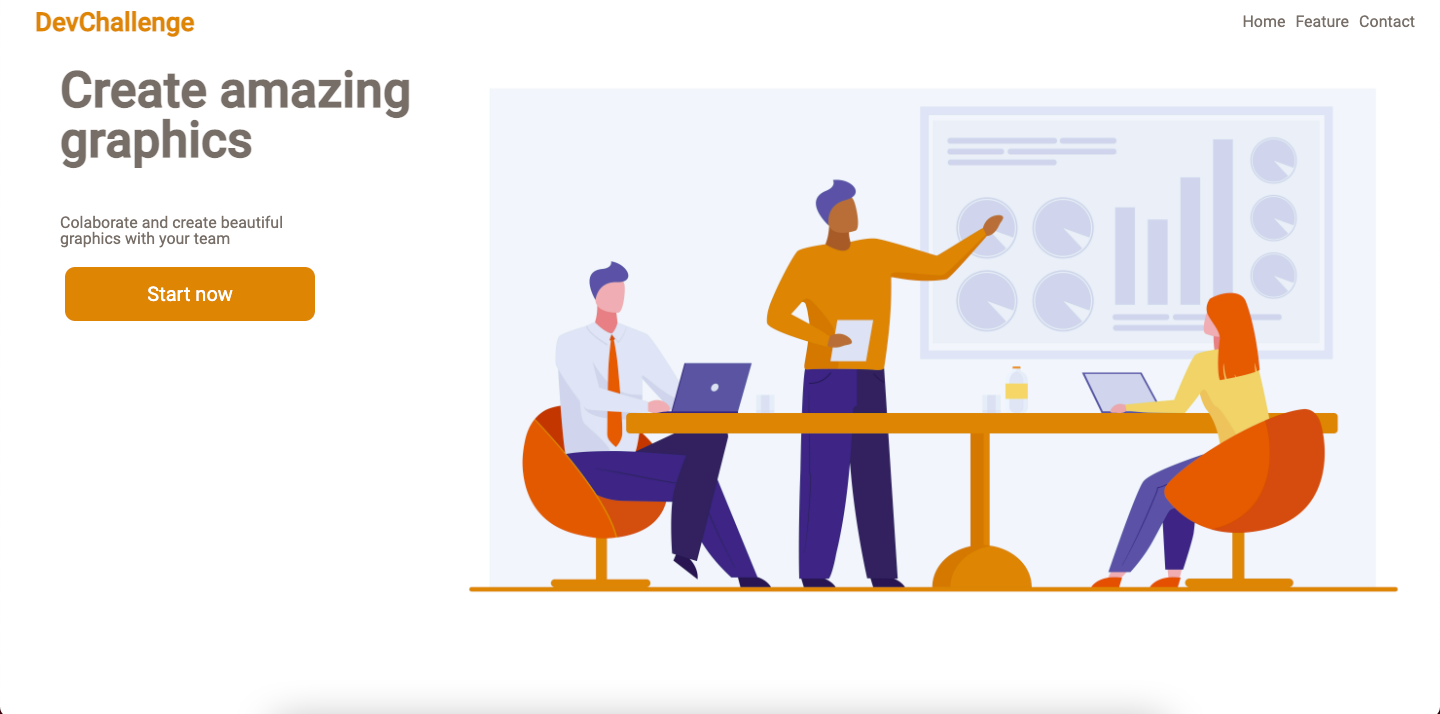 DevChallenge
Home Feature Contact
Create amazing
graphics
Colaborate and create beautiful
graphics with your team
Start now